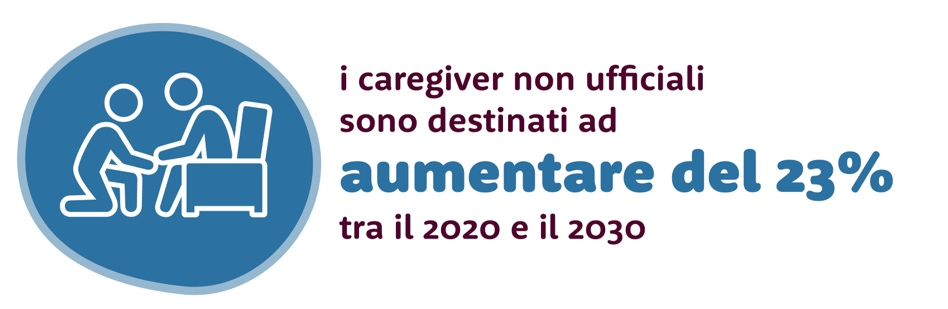 i caregiver non ufficiali
sono destinati ad
aumentare del 23%
tra il 2020 e il 2030